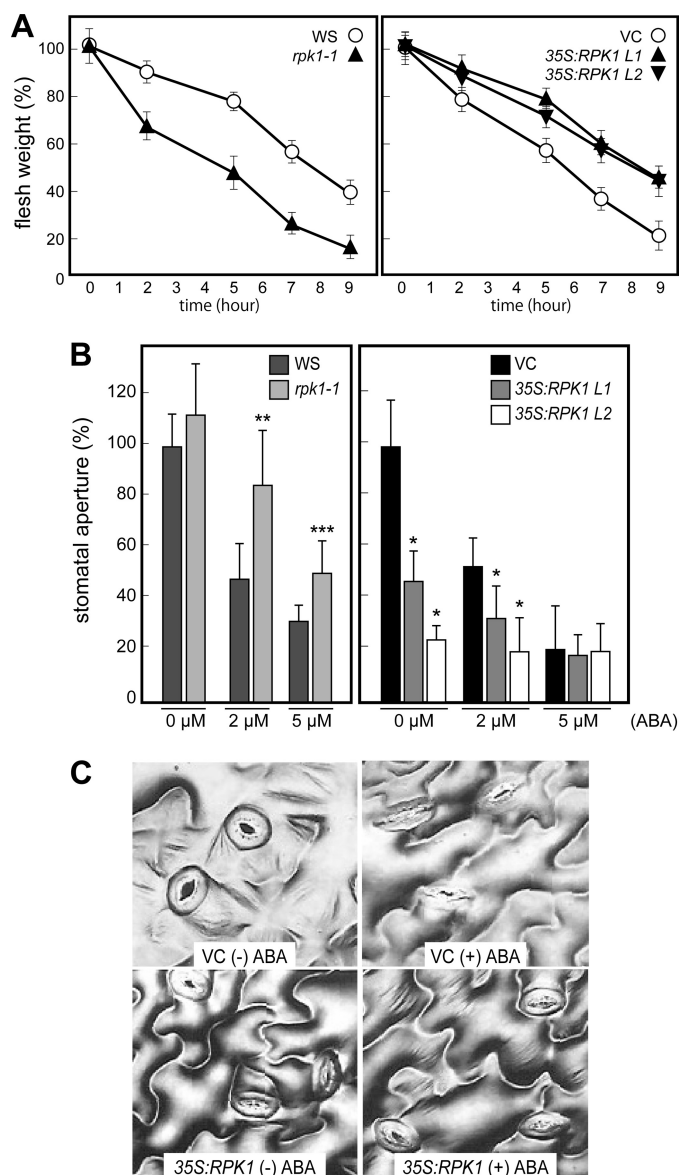 A
WS
rpk1-1
VC
35S:RPK1 L1
35S:RPK1 L2
flesh weight (%)
100
80
60
40
20
0
0 1 2 3 4 5 6 7 8 9
0 1 2 3 4 5 6 7 8 9
time (hour)
time (hour)
B
WS
rpk1-1
VC
35S:RPK1 L1
35S:RPK1 L2
stomatal aperture (%)
120
100
80
60
40
20
0
**
***
*
*
*
*
0 µM 2 µM 5 µM
0 µM 2 µM 5 µM (ABA)
C
VC (-) ABA
VC (+) ABA
35S:RPK1 (-) ABA
35S:RPK1 (+) ABA